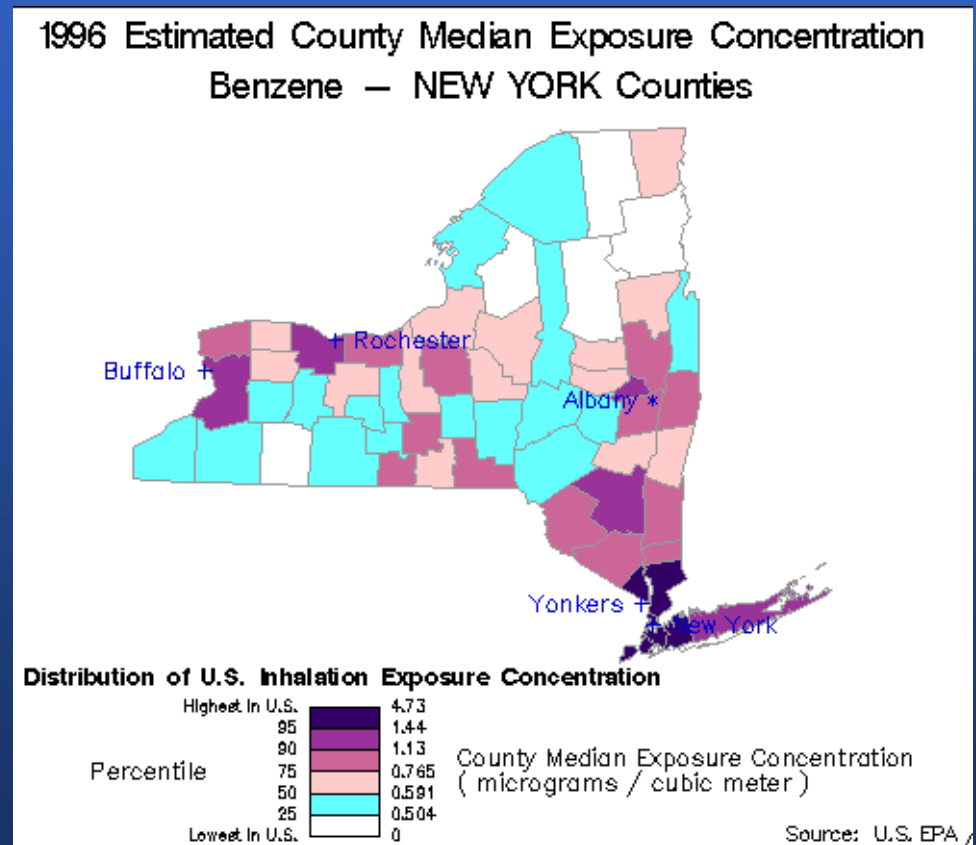 1996 Estimated County Median Exposure Concentration
Benzene — NEW YORK Counties
Rochester
Buffalo
Albany
Yonkers
New York
Distribution of U.S. Inhalation Exposure Concentration
Highest In U.S. 4.73
95 1.44
90 1.13
75 0.765
50 0.591
25 0.504
Lowest In U.S. 0
Percentile
County Median Exposure Concentration
( micrograms / cubic meter )
Source: U.S. EPA /